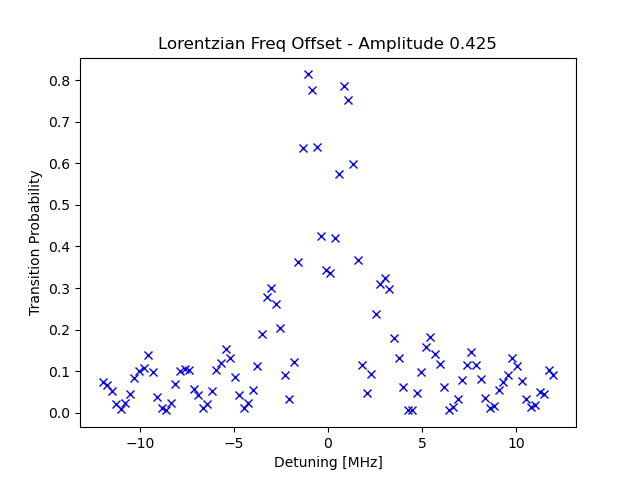 Lorentzian Freq Offset - Amplitude 0.425
0.8
0.7
0.6
0.5
0.4
0.3
0.2
0.1
0.0
Transition Probability
−10 −5 0 5 10
Detuning [MHz]